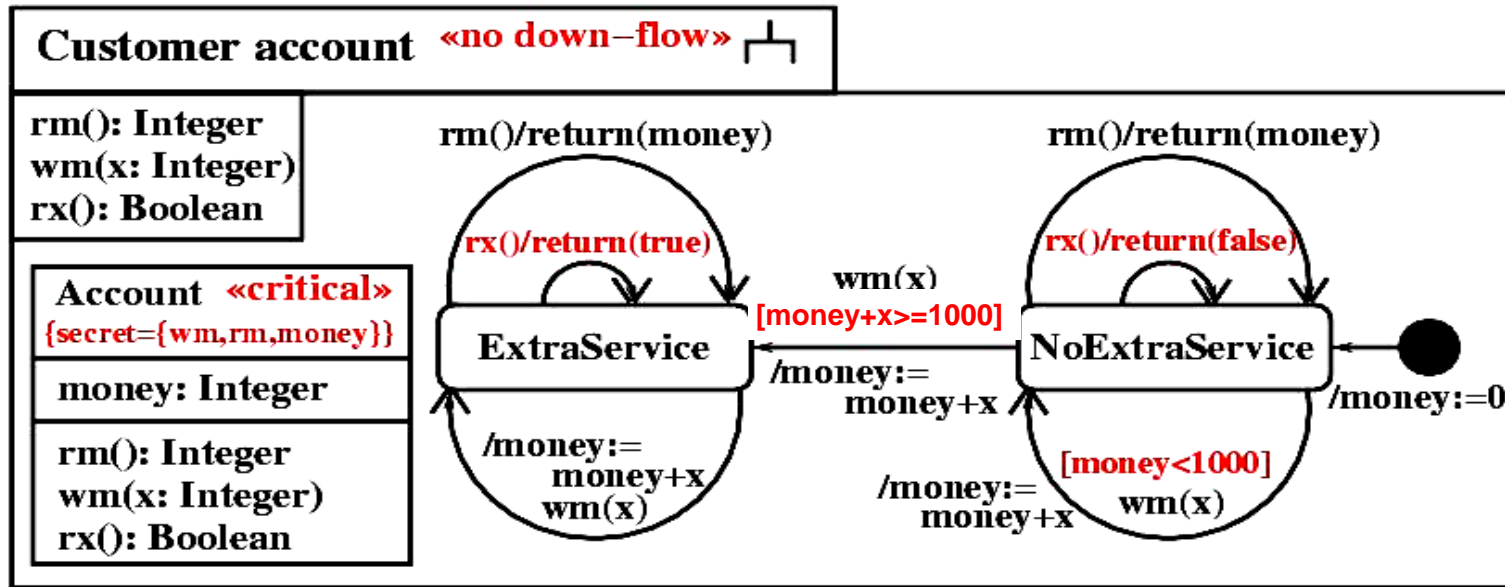 Customer account «no down−flow»
rm(): Integer
wm(x: Integer)
rx(): Boolean
Account «critical»
{secret={wm,rm,money}}
money: Integer
rm(): Integer
wm(x: Integer)
rx(): Boolean
rm()/return(money)
rx()/return(true)
ExtraService
/money:=
money+x
wm(x)
wm(x)
[money+x>=1000]
/money:=
money+x
rm()/return(money)
rx()/return(false)
NoExtraService
/money:=0
[money<1000]
wm(x)
/money:=
money+x